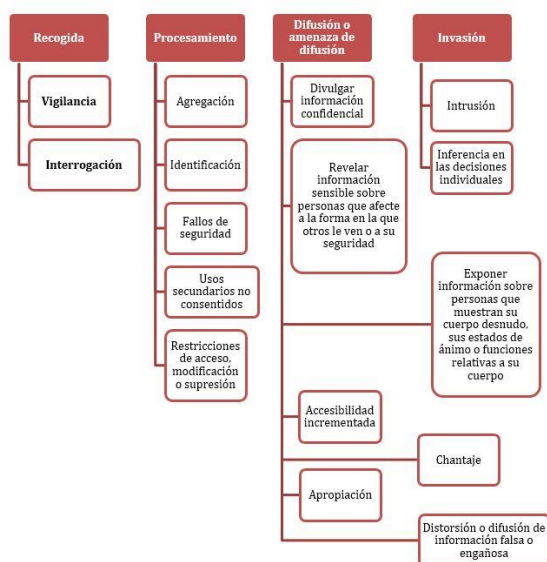 Recogida
Vigilancia
Interrogación
Procesamiento
Agregación
Identificación
Fallos de
seguridad
Usos
secundarios no
consentidos
Restricciones
de acceso,
modificación
o supresión
Difusión o
amenaza de
difusión
Divulgar
información
confidencial
Revelar
información
sensible sobre
personas que afecte
a la forma en la que
otros le ven o a su
seguridad
Exponer
información sobre
personas que
muestran su
cuerpo desnudo,
sus estados de
ánimo o funciones
relativas a su
cuerpo
Accesibilidad
incrementada
Chantaje
Apropiación
Distorsión o difusión de
información falsa o
engañosa
Invasión
Intrusión
Inferencia en
las decisiones
individuales